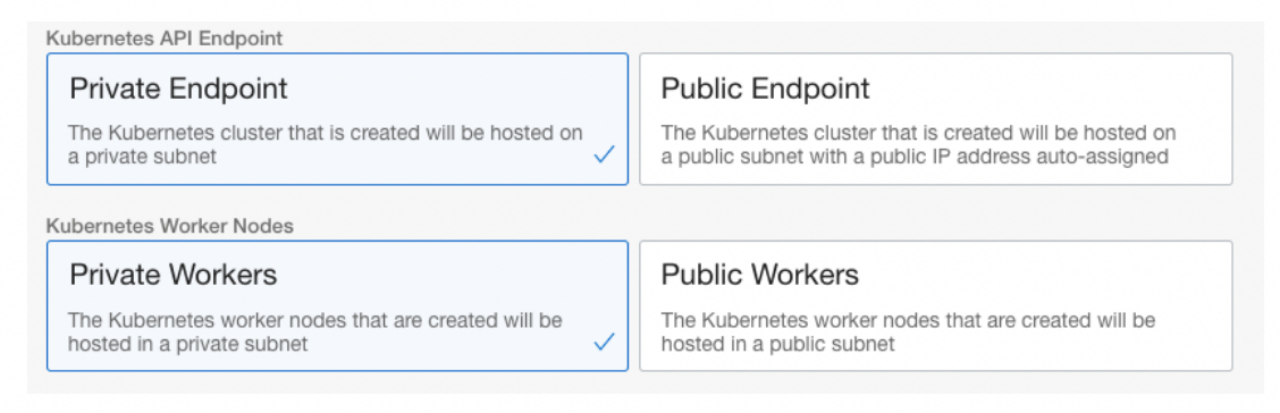 Kubernetes API Endpoint
Private Endpoint
The Kubernetes cluster that is created will be hosted on
a private subnet
Public Endpoint
The Kubernetes cluster that is created will be hosted on
a public subnet with a public IP address auto-assigned
Kubernetes Worker Nodes
Private Workers
The Kubernetes worker nodes that are created will be
hosted in a private subnet
Public Workers
The Kubernetes worker nodes that are created will be
hosted in a public subnet